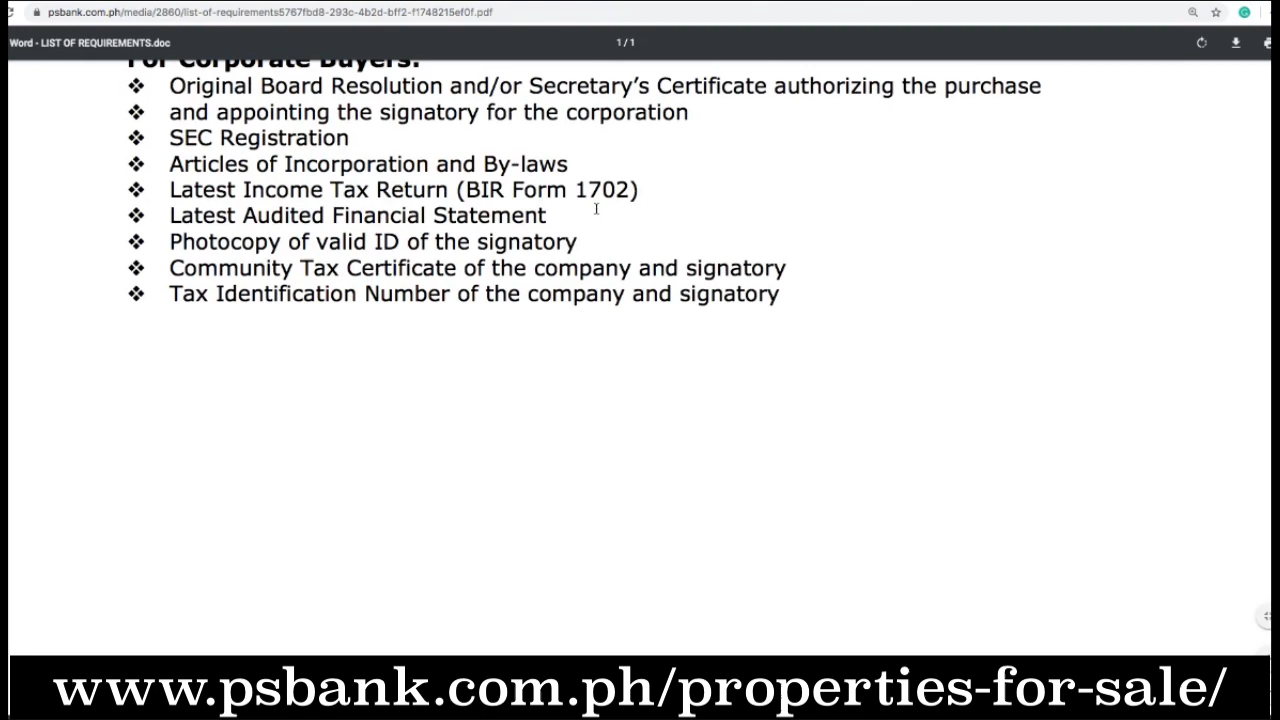 psbank.com.ph/media/2860/list-of-requirements5767fbd8-293c-4b2d-bff2-f1748215ef0f.pdf
Word - LIST OF REQUIREMENTS.doc
1 / 1
For Corporate Buyers:
❖ Original Board Resolution and/or Secretary’s Certificate authorizing the purchase
❖ and appointing the signatory for the corporation
❖ SEC Registration
❖ Articles of Incorporation and By-laws
❖ Latest Income Tax Return (BIR Form 1702)
❖ Latest Audited Financial Statement
❖ Photocopy of valid ID of the signatory
❖ Community Tax Certificate of the company and signatory
❖ Tax Identification Number of the company and signatory
www.psbank.com.ph/properties-for-sale/